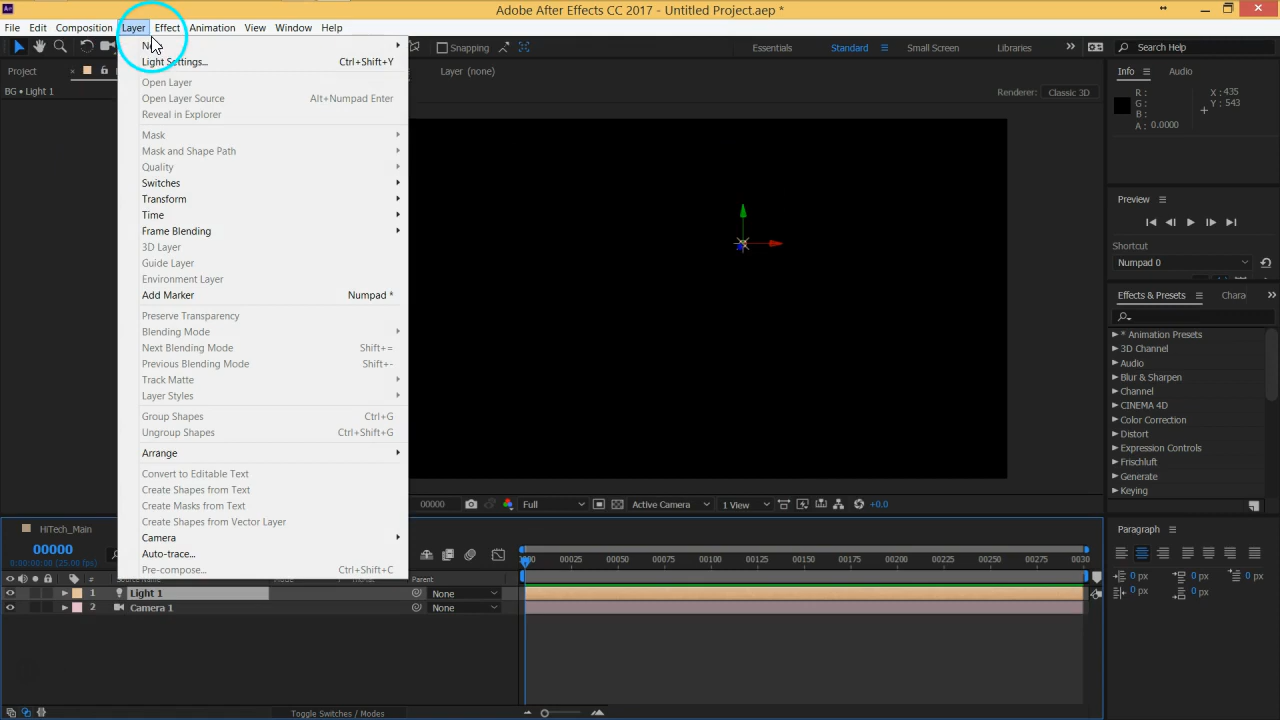 Adobe After Effects CC 2017 - Untitled Project.aep *
File Edit Composition Layer Effect Animation View Window Help
Snapping Essentials Standard Small Screen Libraries Search Help
Project Layer (none) Info Audio
BG Light 1 Renderer: Classic 3D
R: X: 435
G: Y: 543
B:
A: 0.0000
Light Settings... Ctrl+Shift+Y
Open Layer
Open Layer Source Alt+Numpad Enter
Reveal in Explorer
Mask
Mask and Shape Path
Quality
Switches
Transform
Time
Frame Blending
3D Layer
Guide Layer
Environment Layer
Add Marker Numpad *
Preserve Transparency
Blending Mode
Next Blending Mode Shift+=
Previous Blending Mode Shift+-
Track Matte
Layer Styles
Group Shapes Ctrl+G
Ungroup Shapes Ctrl+Shift+G
Arrange
Convert to Editable Text
Create Shapes from Text
Create Masks from Text
Create Shapes from Vector Layer
Camera
Auto-trace...
Pre-compose... Ctrl+Shift+C
Preview
Shortcut
Numpad 0
Effects & Presets Chara
* Animation Presets
3D Channel
Audio
Blur & Sharpen
Channel
CINEMA 4D
Color Correction
Distort
Expression Controls
Frischluft
Generate
Keying
00000 Full Active Camera 1 View +0.0
HiTech_Main
00000
0:00:00:00 (25.00 fps)
00025 00050 00075 00100 00125 00150 00175 00200 00225 00250 00275 0030
# Parent
1 Light 1 None
2 Camera 1 None
Toggle Switches / Modes
Paragraph
0 px 0 px 0 px
0 px 0 px